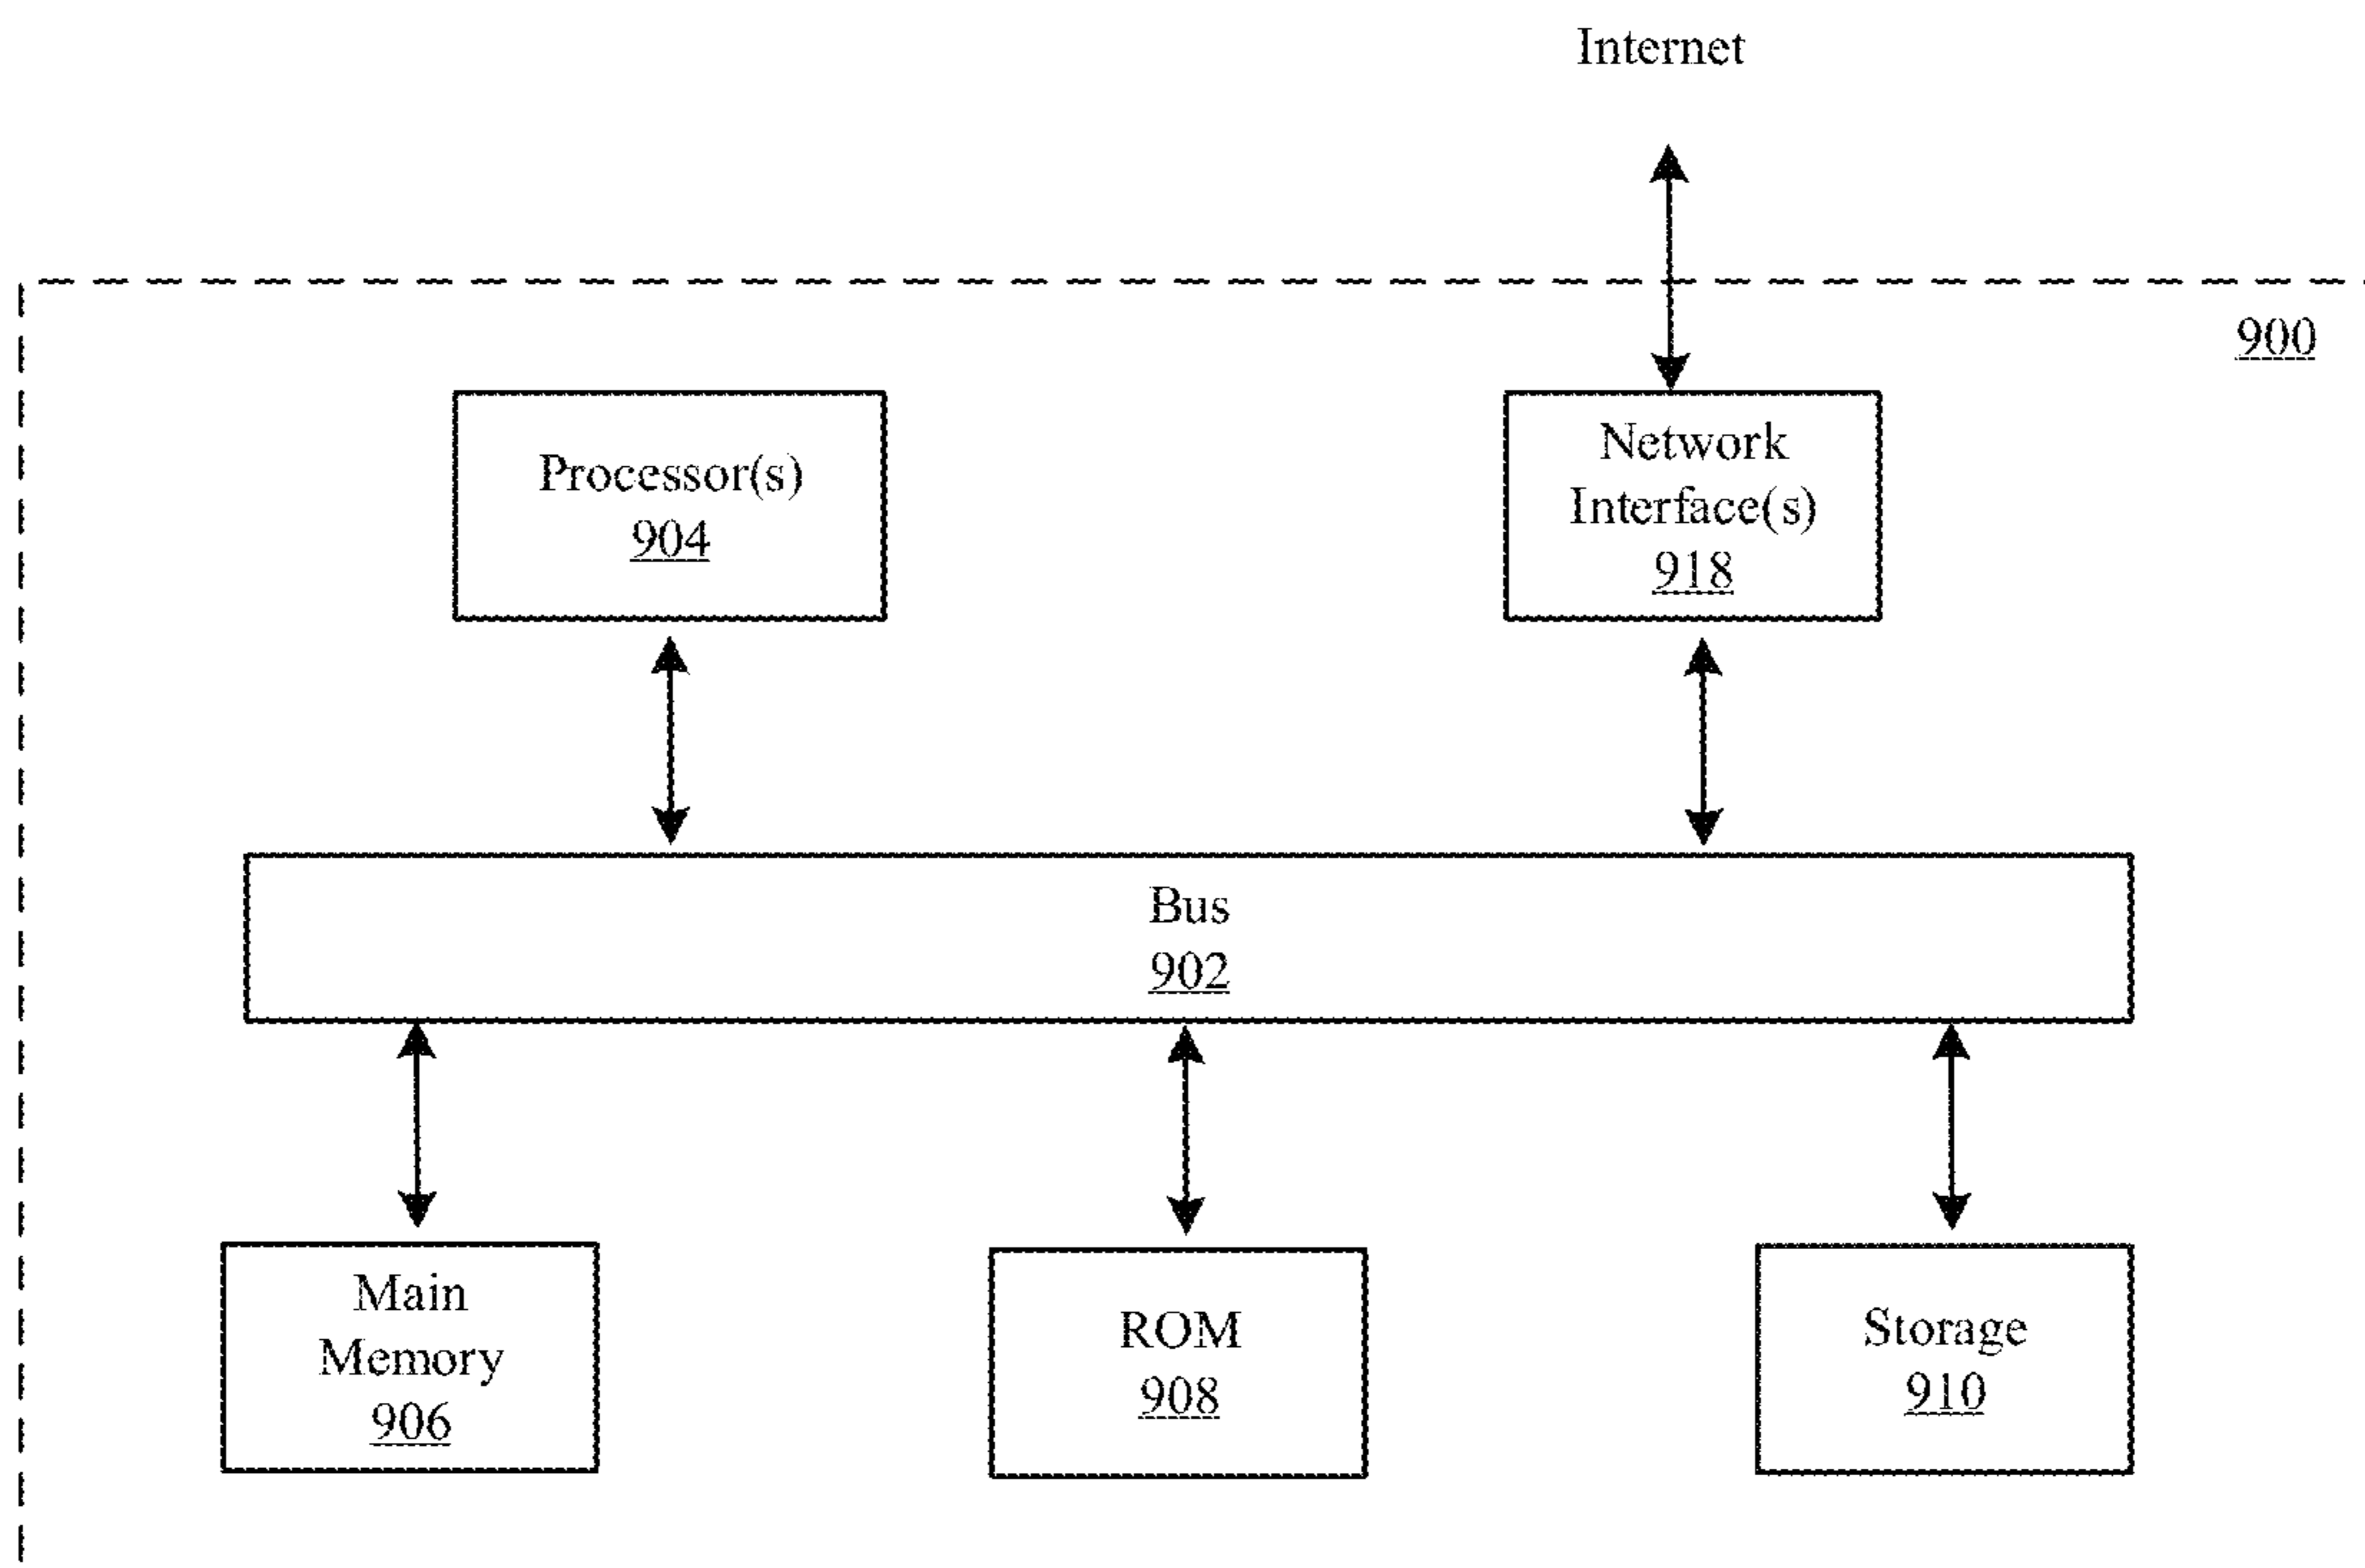 Internet
900
Processor(s)
904
Network
Interface(s)
918
Bus
902
Main
Memory
906
ROM
908
Storage
910